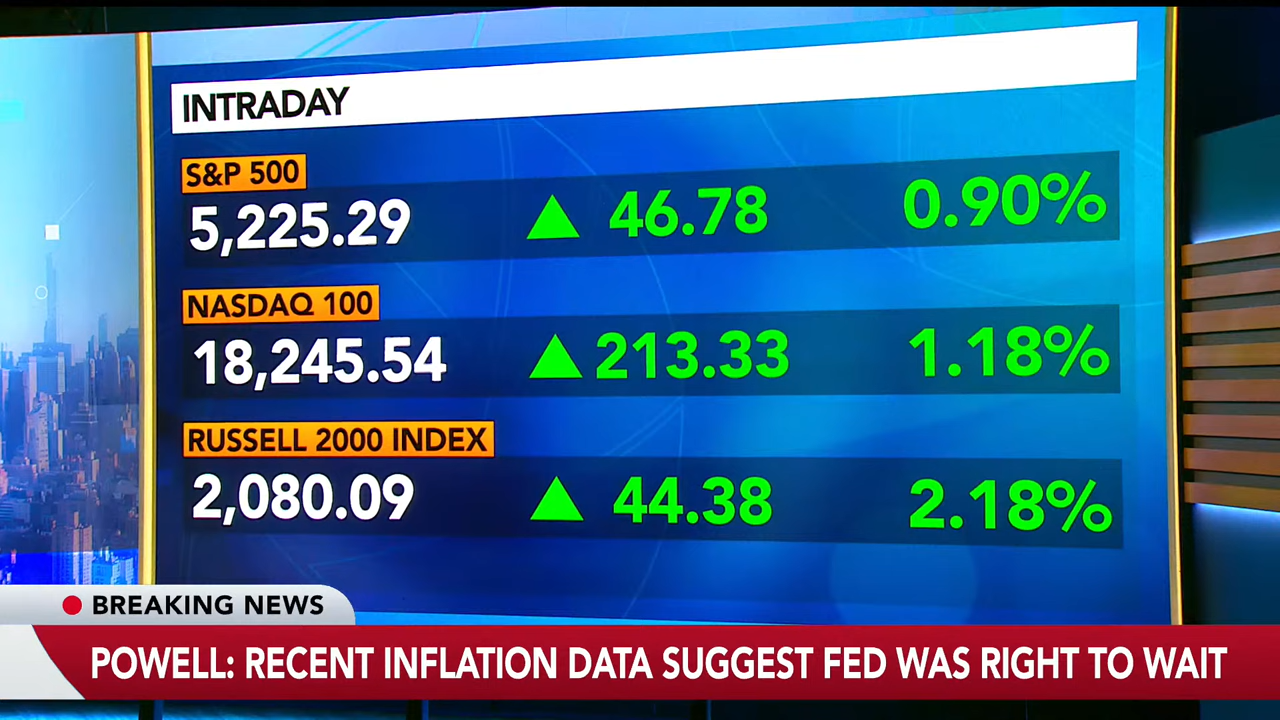 INTRADAY
S&P 500
5,225.29 ▲ 46.78 0.90%
NASDAQ 100
18,245.54 ▲ 213.33 1.18%
RUSSELL 2000 INDEX
2,080.09 ▲ 44.38 2.18%
BREAKING NEWS
POWELL: RECENT INFLATION DATA SUGGEST FED WAS RIGHT TO WAIT